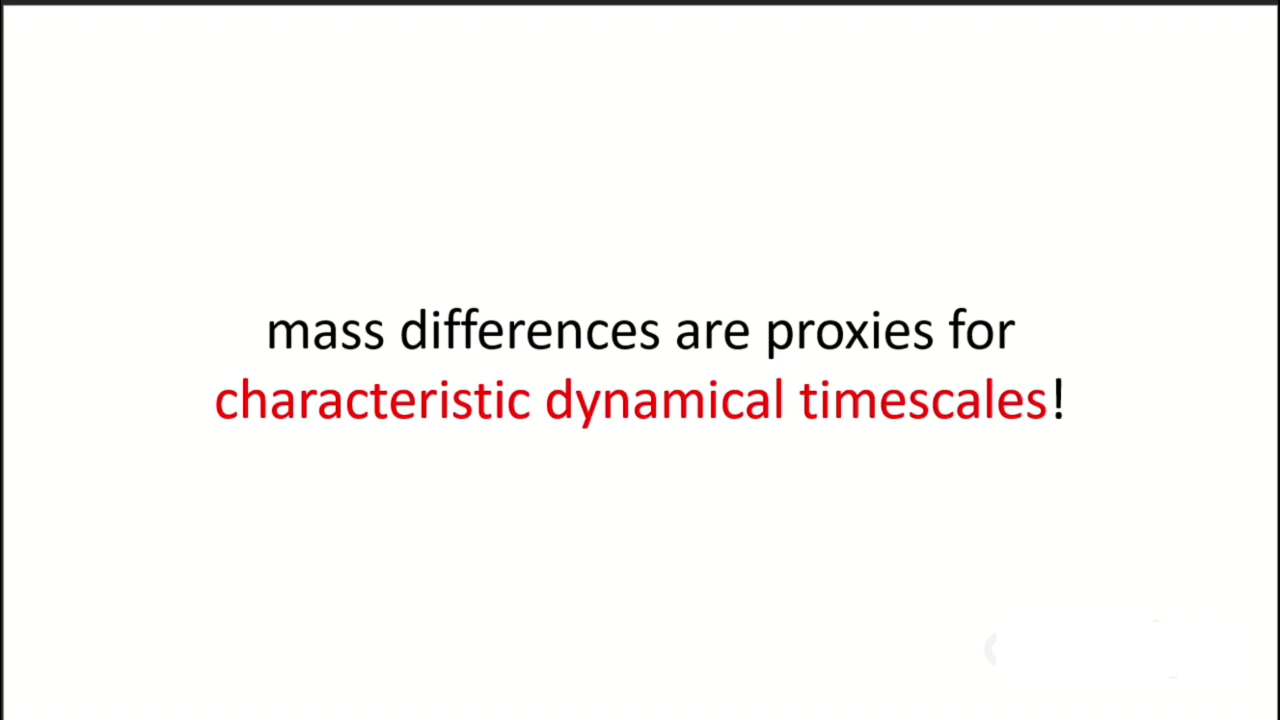 mass differences are proxies for
characteristic dynamical timescales!